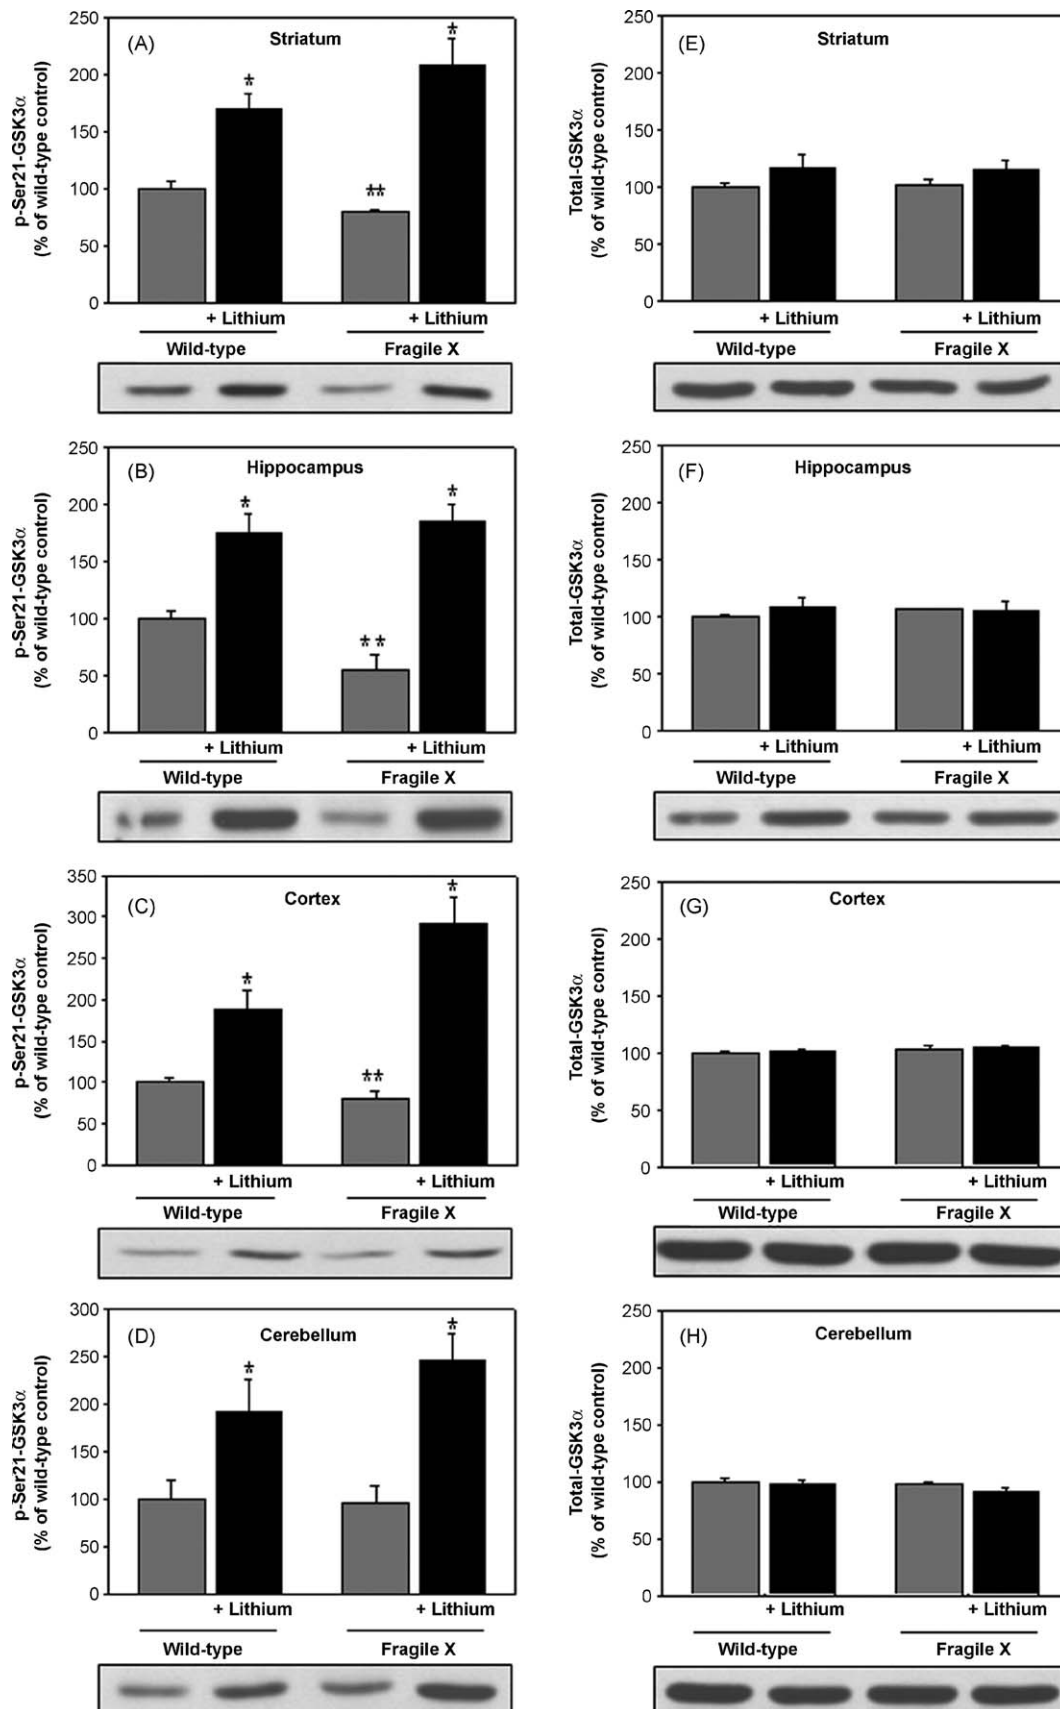 (A)
Striatum
p-Ser21-GSK3α
(% of wild-type control)
250
200
150
100
50
0
*
**
*
+ Lithium
+ Lithium
Wild-type
Fragile X
(E)
Striatum
Total-GSK3α
(% of wild-type control)
250
200
150
100
50
0
+ Lithium
+ Lithium
Wild-type
Fragile X
(B)
Hippocampus
p-Ser21-GSK3α
(% of wild-type control)
250
200
150
100
50
0
*
**
*
+ Lithium
+ Lithium
Wild-type
Fragile X
(F)
Hippocampus
Total-GSK3α
(% of wild-type control)
250
200
150
100
50
0
+ Lithium
+ Lithium
Wild-type
Fragile X
(C)
Cortex
p-Ser21-GSK3α
(% of wild-type control)
350
300
250
200
150
100
50
0
*
**
*
+ Lithium
+ Lithium
Wild-type
Fragile X
(G)
Cortex
Total-GSK3α
(% of wild-type control)
250
200
150
100
50
0
+ Lithium
+ Lithium
Wild-type
Fragile X
(D)
Cerebellum
p-Ser21-GSK3α
(% of wild-type control)
300
250
200
150
100
50
0
*
*
+ Lithium
+ Lithium
Wild-type
Fragile X
(H)
Cerebellum
Total-GSK3α
(% of wild-type control)
250
200
150
100
50
0
+ Lithium
+ Lithium
Wild-type
Fragile X